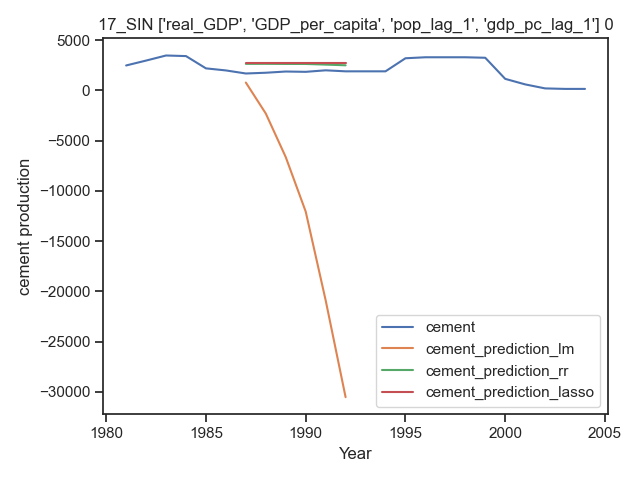 17_SIN ['real_GDP', 'GDP_per_capita', 'pop_lag_1', 'gdp_pc_lag_1'] 0
5000
0
−5000
−10000
−15000
−20000
−25000
−30000
cement production
cement
cement_prediction_lm
cement_prediction_rr
cement_prediction_lasso
1980 1985 1990 1995 2000 2005
Year